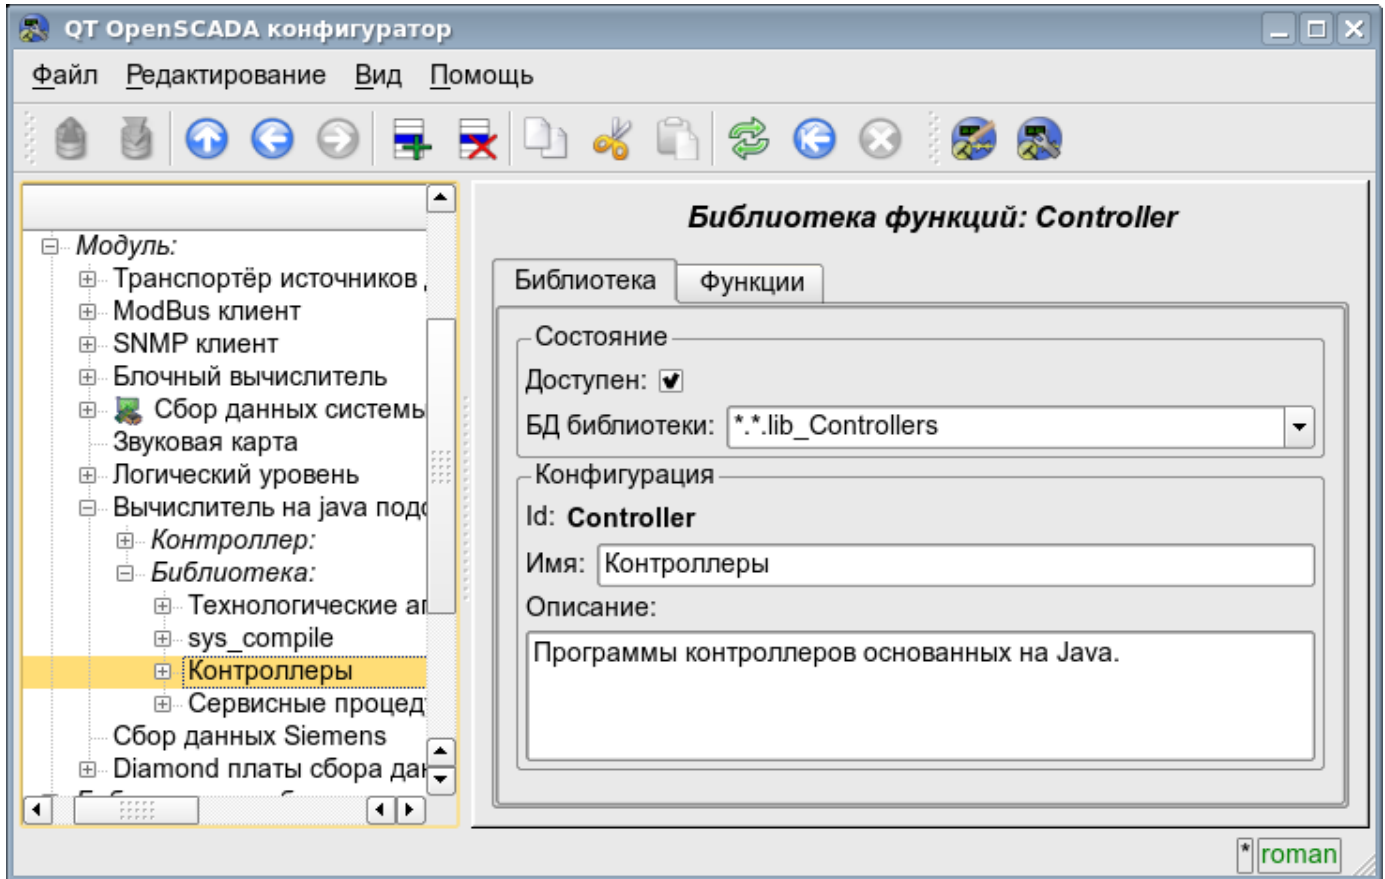 QT OpenSCADA конфигуратор
Файл Редактирование Вид Помощь
Модуль:
Транспортёр источников
ModBus клиент
SNMP клиент
Блочный вычислитель
Сбор данных системы
Звуковая карта
Логический уровень
Вычислитель на java подс
Контроллер:
Библиотека:
Технологические ап
sys_compile
Контроллеры
Сервисные процед
Сбор данных Siemens
Diamond платы сбора дан
Библиотека функций: Controller
Библиотека Функции
Состояние
Доступен:
БД библиотеки: *.*.lib_Controllers
Конфигурация
Id: Controller
Имя: Контроллеры
Описание:
Программы контроллеров основанных на Java.
* roman